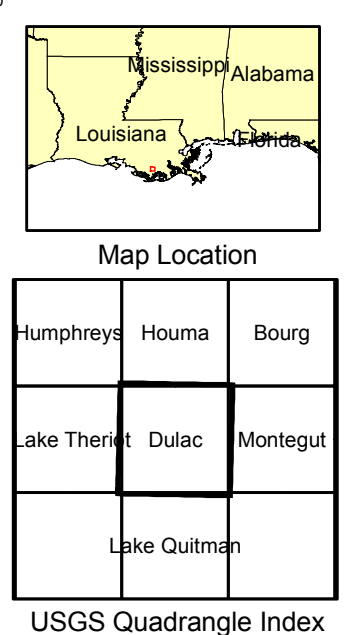 Mississippi
Alabama
Louisiana
Florida
Map Location
Humphreys Houma Bourg
Lake Theriot Dulac Montegut
Lake Quitman
USGS Quadrangle Index